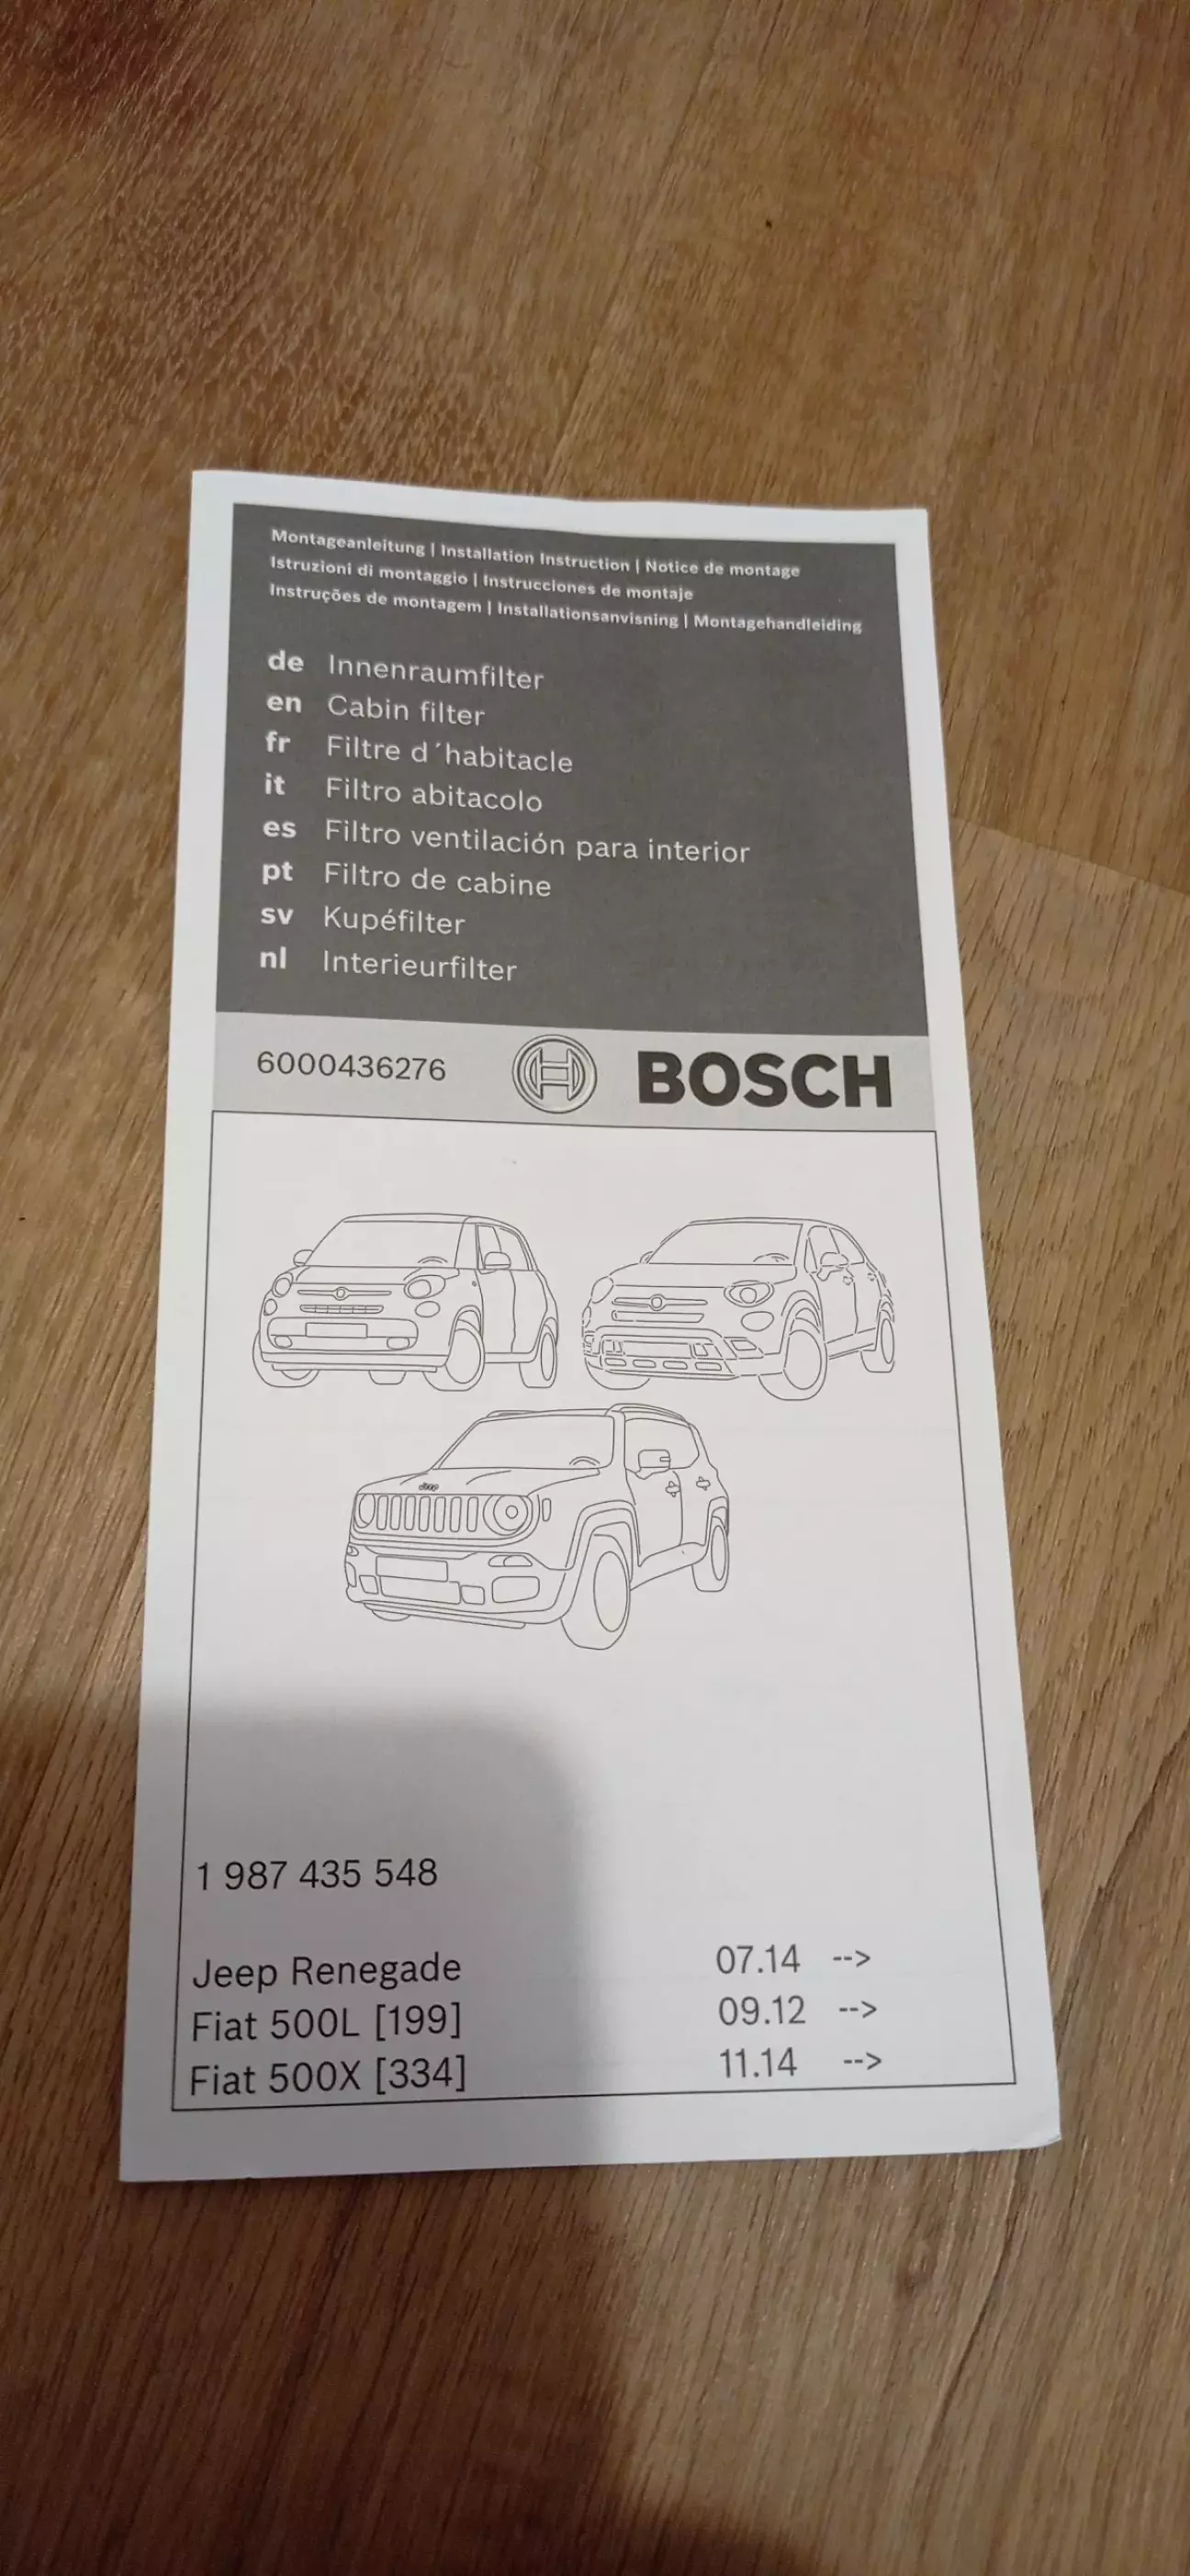 Montageanleitung | Installation Instruction | Notice de montage
Istruzioni di montaggio | Instrucciones de montaje
Instruções de montagem | Installationsanvisning | Montagehandleiding
de Innenraumfilter
en Cabin filter
fr Filtre d´habitacle
it Filtro abitacolo
es Filtro ventilación para interior
pt Filtro de cabine
sv Kupéfilter
nl Interieurfilter
6000436276 BOSCH
Jeep
1 987 435 548
Jeep Renegade 07.14 -->
Fiat 500L [199] 09.12 -->
Fiat 500X [334] 11.14 -->